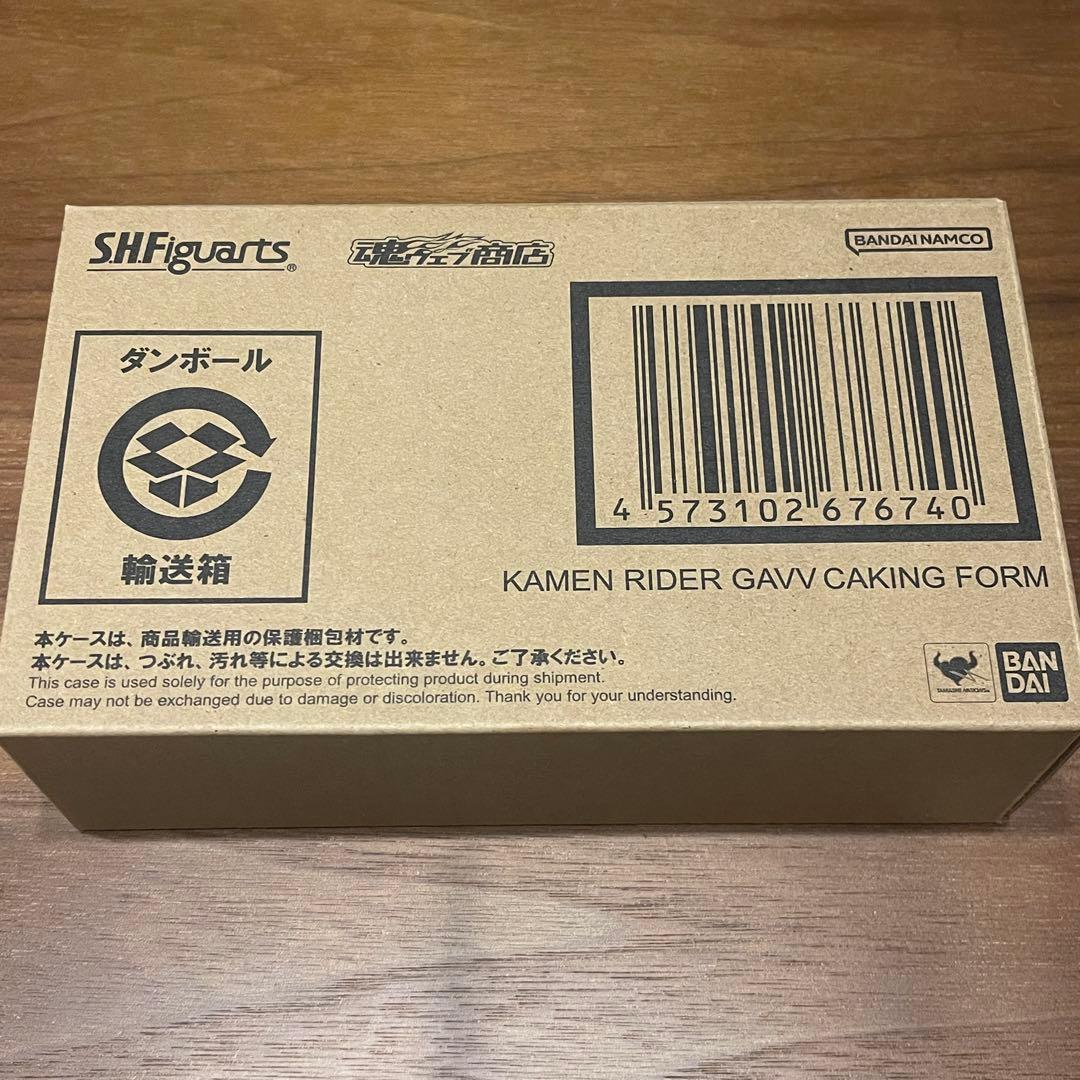 S.H.Figuarts®
魂ウェブ商店
BANDAI NAMCO
ダンボール
輸送箱
4 573102 676740
KAMEN RIDER GAVV CAKING FORM
本ケースは、商品輸送用の保護梱包材です。
本ケースは、つぶれ、汚れ等による交換は出来ません。ご了承ください。
This case is used solely for the purpose of protecting product during shipment.
Case may not be exchanged due to damage or discoloration. Thank you for your understanding.
TAMASHII NATIONS
BAN
DAI